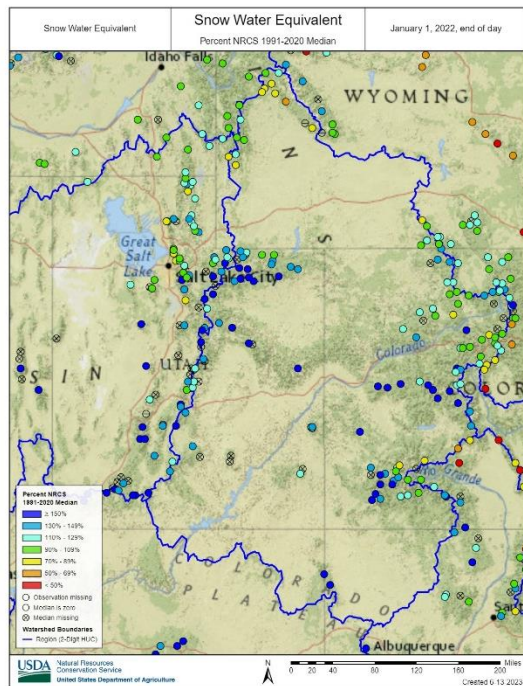 Snow Water Equivalent
Snow Water Equivalent
Percent NRCS 1991-2020 Median
January 1, 2022, end of day
Idaho Falls
WYOMING
N
Great
Salt
Lake
Salt Lake City
S
Colorado
UTAH
S I N
COLOR
Rio Grande
COLORADO
PLATEAU
San
Albuquerque
Percent NRCS
1991-2020 Median
≥ 150%
130% - 149%
110% - 129%
90% - 109%
70% - 89%
50% - 69%
< 50%
Observation missing
Median is zero
Median missing
Watershed Boundaries
Region (2-Digit HUC)
USDA
Natural Resources
Conservation Service
United States Department of Agriculture
N
Miles
0 20 40 80 120 160 200
Created 6-13-2023